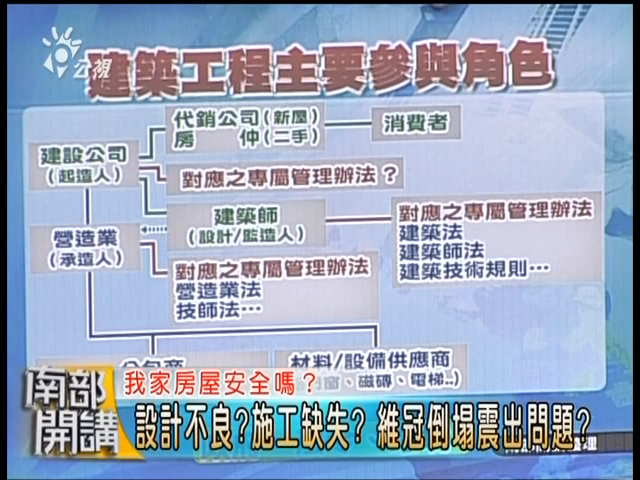 公視
建築工程主要參與角色
代銷公司(新屋)
房　仲(二手)
消費者
建設公司
(起造人)
對應之專屬管理辦法?
建築師
(設計/監造人)
對應之專屬管理辦法
建築法
建築師法
建築技術規則…
營造業
(承造人)
對應之專屬管理辦法
營造業法
技師法…
分包商
材料/設備供應商
窗、磁磚、電梯..)
南部
開講
我家房屋安全嗎?
設計不良?施工缺失? 維冠倒塌震出問題?